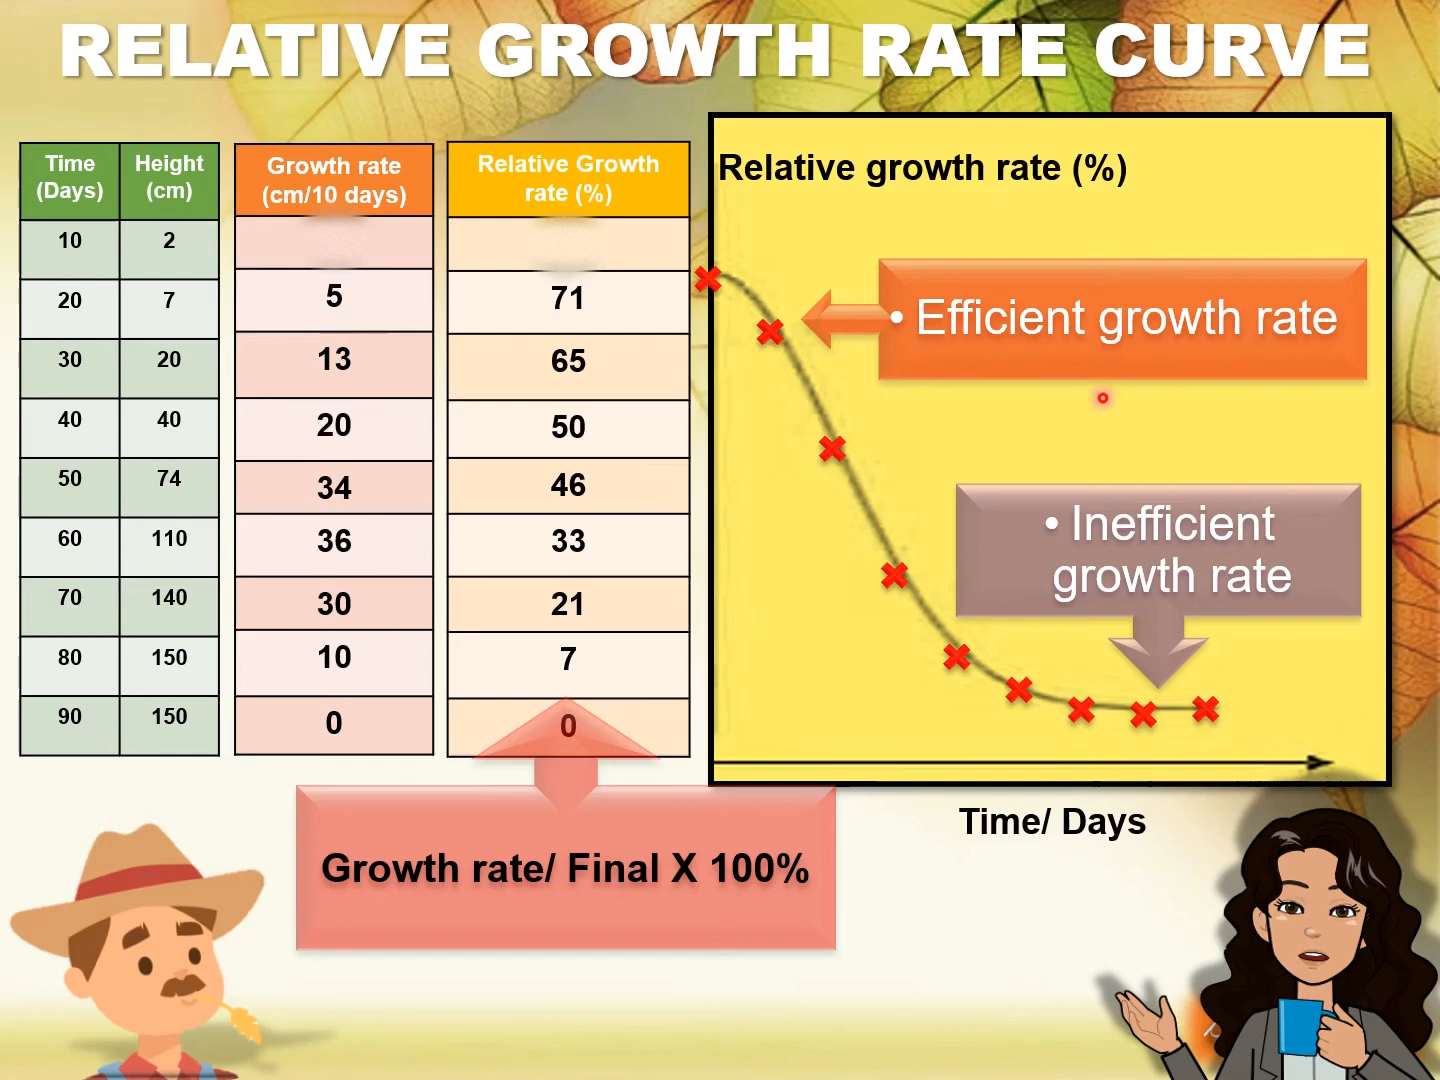 RELATIVE GROWTH RATE CURVE
Time (Days) Height (cm)
10 2
20 7
30 20
40 40
50 74
60 110
70 140
80 150
90 150
Growth rate
(cm/10 days)
5
13
20
34
36
30
10
0
Relative Growth
rate (%)
71
65
50
46
33
21
7
0
Relative growth rate (%)
• Efficient growth rate
• Inefficient
growth rate
Time/ Days
Growth rate/ Final X 100%